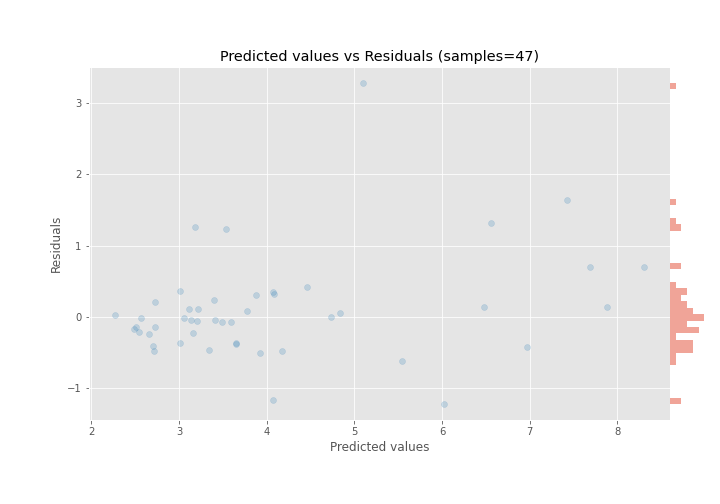 Predicted values vs Residuals (samples=47)
Residuals
3
2
1
0
−1
2 3 4 5 6 7 8
Predicted values